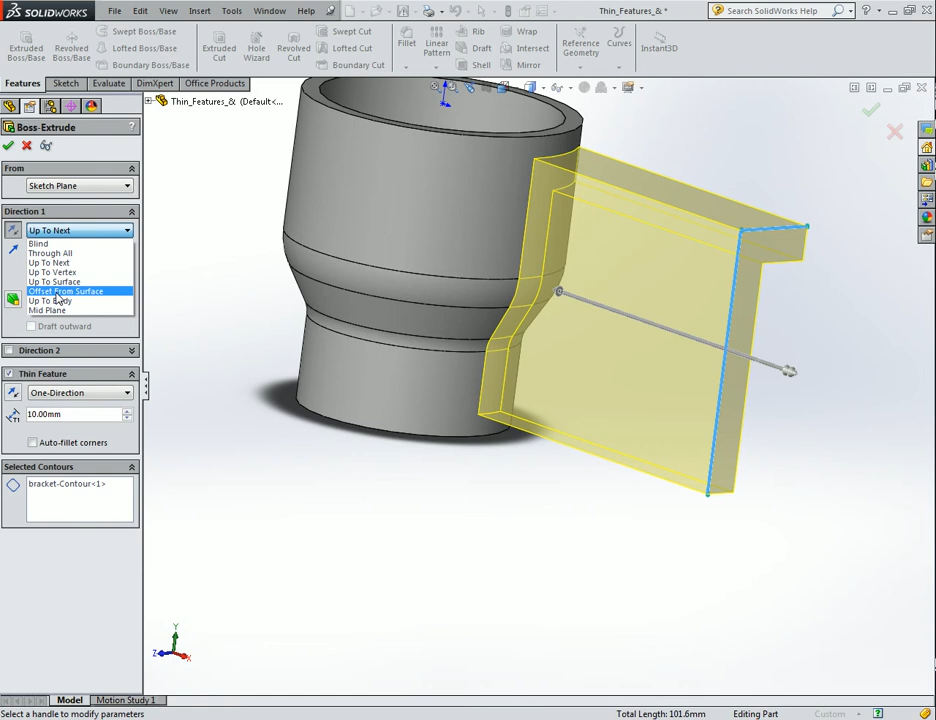 SOLIDWORKS File Edit View Insert Tools Window Help Thin_Features_& * Search SolidWorks Help
Extruded Boss/Base
Revolved Boss/Base
Swept Boss/Base
Lofted Boss/Base
Boundary Boss/Base
Extruded Cut
Hole Wizard
Revolved Cut
Swept Cut
Lofted Cut
Boundary Cut
Fillet
Linear Pattern
Rib
Draft
Shell
Wrap
Intersect
Mirror
Reference Geometry
Curves
Instant3D
Features Sketch Evaluate DimXpert Office Products
Thin_Features_& (Default<...
Boss-Extrude ?
From
Sketch Plane
Direction 1
Up To Next
Blind
Through All
Up To Next
Up To Vertex
Up To Surface
Offset From Surface
Up To Body
Mid Plane
Draft outward
Direction 2
Thin Feature
One-Direction
T1 10.00mm
Auto-fillet corners
Selected Contours
bracket-Contour<1>
Y
Z X
Model Motion Study 1
Select a handle to modify parameters Total Length: 101.6mm Editing Part Custom